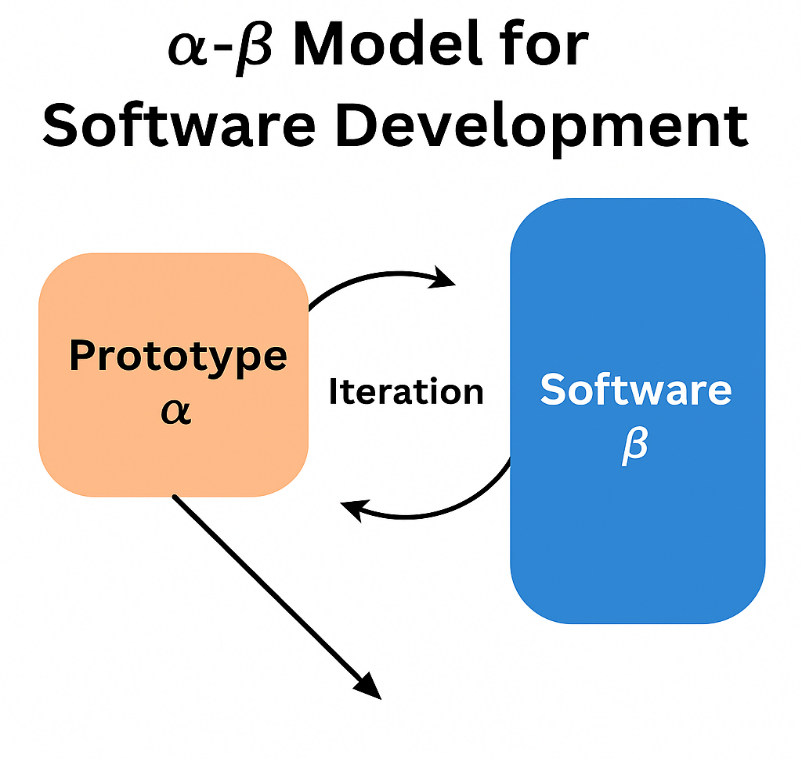 α-β Model for
Software Development
Prototype
α
Iteration
Software
β